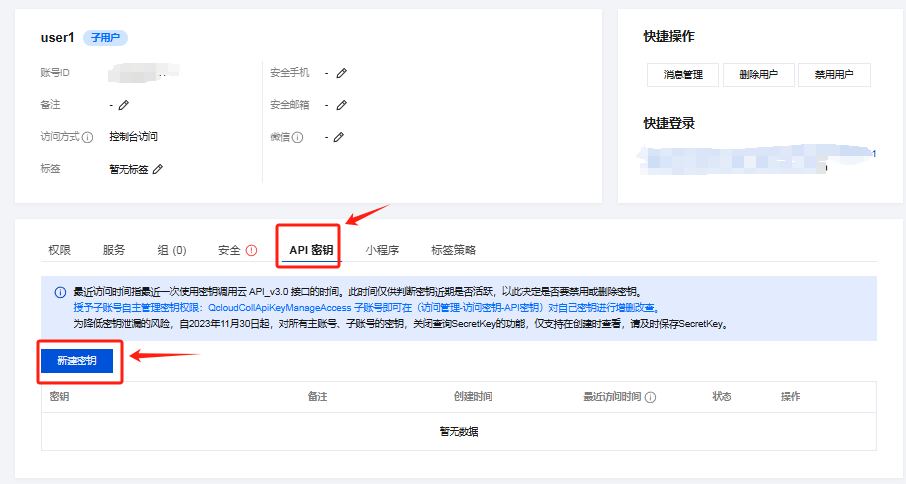 user1 子用户
账号ID
备注 -
访问方式 控制台访问
标签 暂无标签
安全手机 -
安全邮箱 -
微信 -
快捷操作
消息管理 删除用户 禁用用户
快捷登录
1
权限 服务 组 (0) 安全 API 密钥 小程序 标签策略
最近访问时间指最近一次使用密钥调用云 API_v3.0 接口的时间。此时间仅供判断密钥近期是否活跃，以此决定是否要禁用或删除密钥。
授予子账号自主管理密钥权限：QcloudCollApiKeyManageAccess 子账号即可在（访问管理-访问密钥-API密钥）对自己密钥进行增删改查。
为降低密钥泄漏的风险，自2023年11月30日起，对所有主账号、子账号的密钥，关闭查询SecretKey的功能，仅支持在创建时查看，请及时保存SecretKey。
新建密钥
密钥 备注 创建时间 最近访问时间 状态 操作
暂无数据